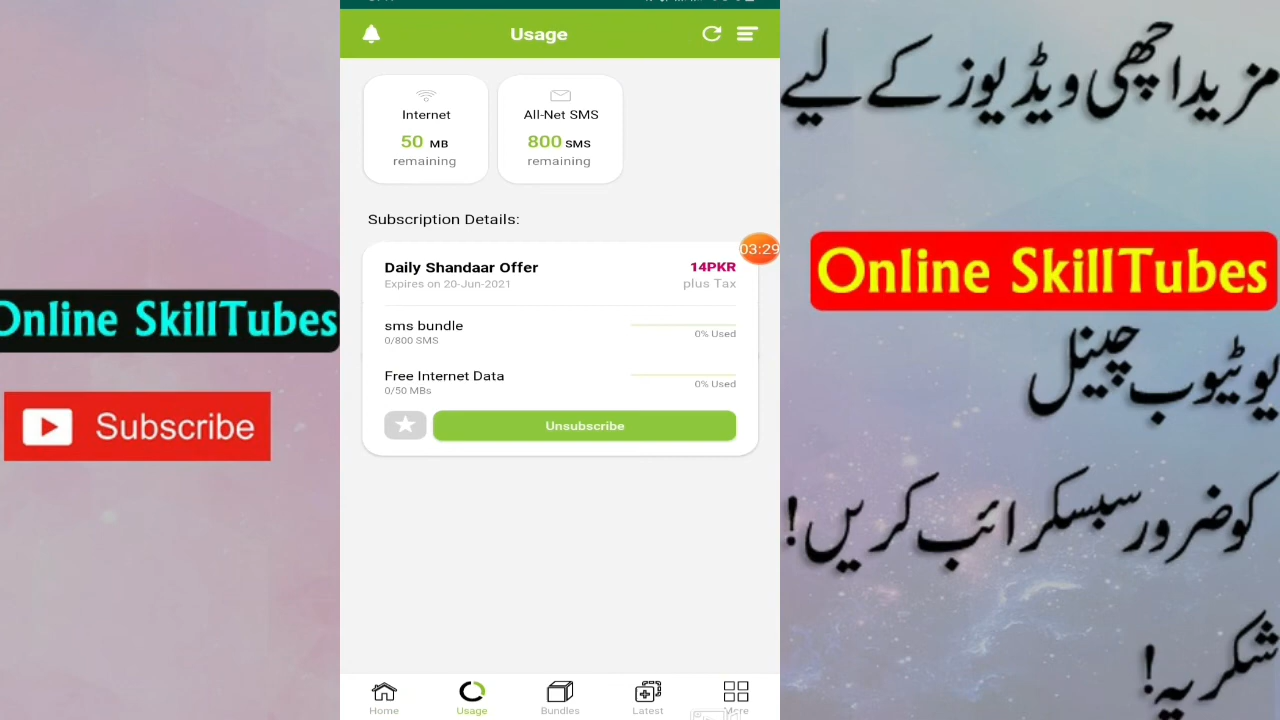 Online SkillTubes
Subscribe
Usage
Internet
50 MB
remaining
All-Net SMS
800 SMS
remaining
Subscription Details:
03:29
Daily Shandaar Offer
14PKR
Expires on 20-Jun-2021
plus Tax
sms bundle
0/800 SMS
0% Used
Free Internet Data
0/50 MBs
0% Used
Unsubscribe
Home
Usage
Bundles
Latest
More
مزید اچھی ویڈیوز کے لیے
Online SkillTubes
یوٹیوب چینل
کو ضرور سبسکرائب کریں!
شکریہ!